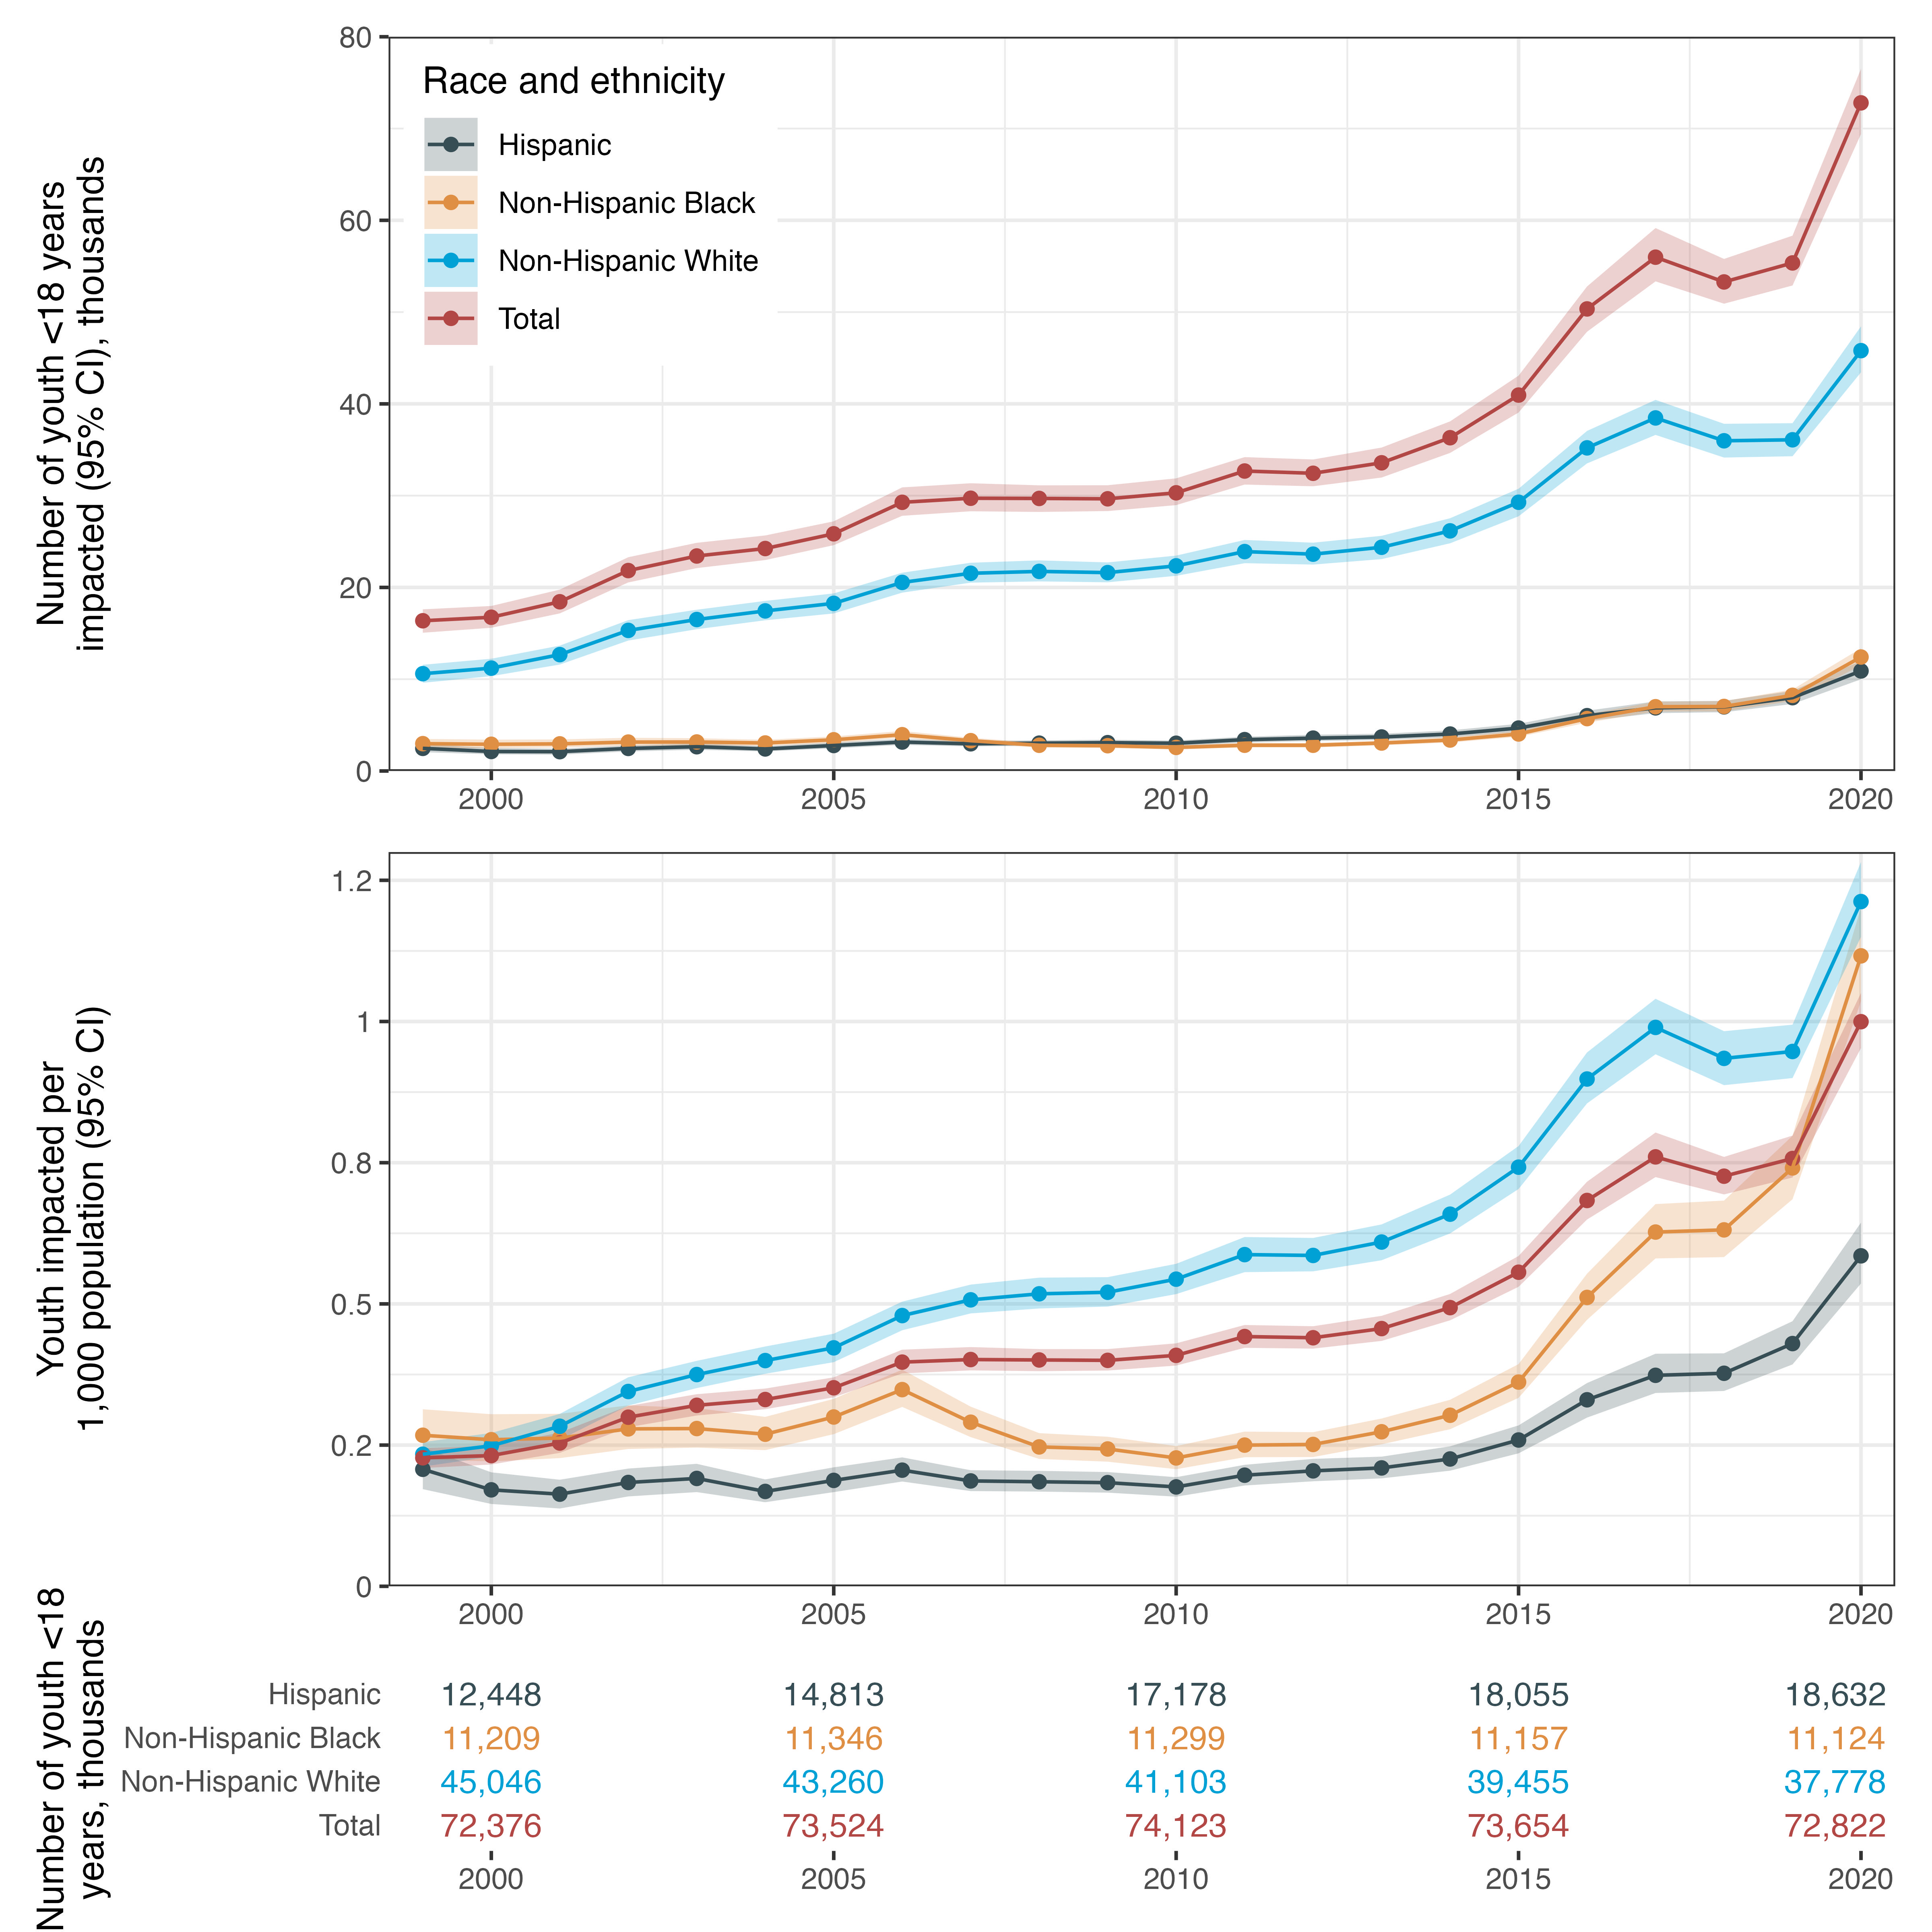 Number of youth <18 years
impacted (95% CI), thousands
80
60
40
20
0
Race and ethnicity
Hispanic
Non-Hispanic Black
Non-Hispanic White
Total
2000 2005 2010 2015 2020
Youth impacted per
1,000 population (95% CI)
1.2
1
0.8
0.5
0.2
0
2000 2005 2010 2015 2020
Number of youth <18
years, thousands
Hispanic 12,448 14,813 17,178 18,055 18,632
Non-Hispanic Black 11,209 11,346 11,299 11,157 11,124
Non-Hispanic White 45,046 43,260 41,103 39,455 37,778
Total 72,376 73,524 74,123 73,654 72,822
2000 2005 2010 2015 2020